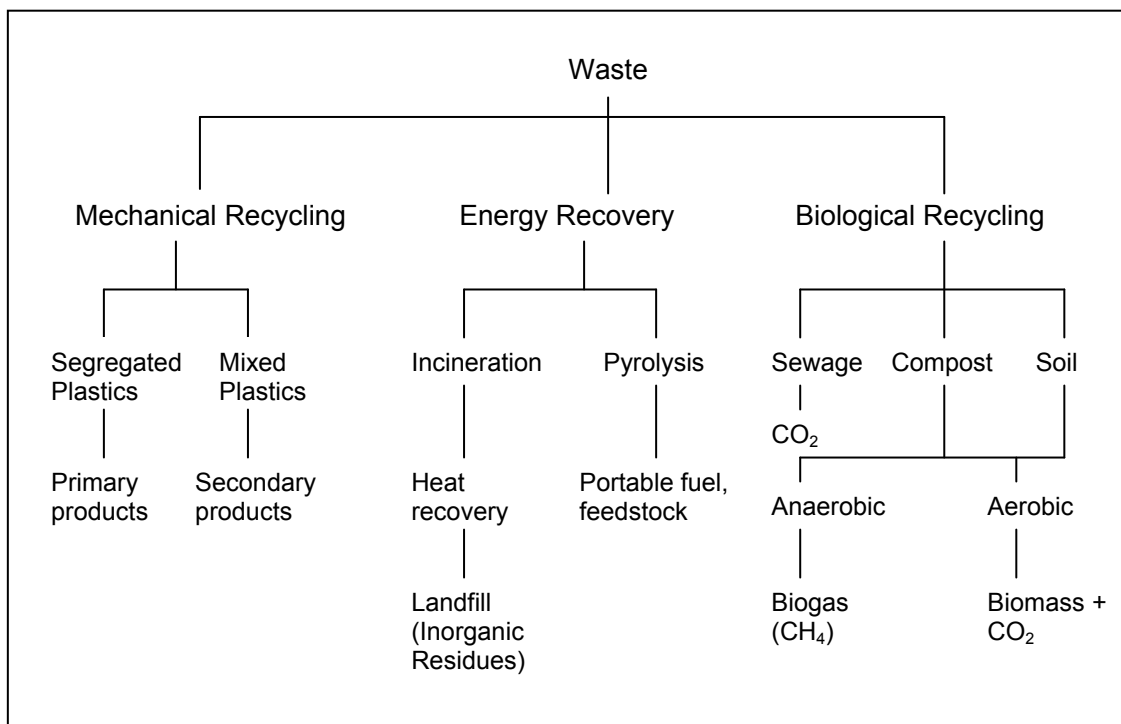 Waste
Mechanical Recycling
Energy Recovery
Biological Recycling
Segregated
Plastics
Mixed
Plastics
Incineration
Pyrolysis
Sewage
Compost
Soil
CO₂
Primary
products
Secondary
products
Heat
recovery
Portable fuel,
feedstock
Anaerobic
Aerobic
Landfill
(Inorganic
Residues)
Biogas
(CH₄)
Biomass +
CO₂